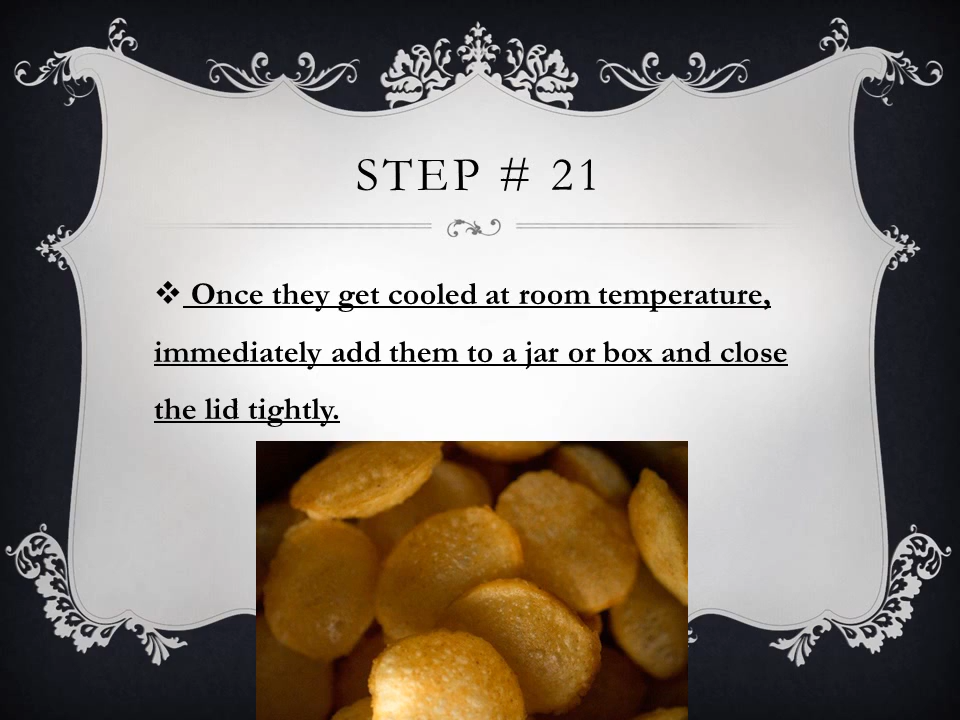 STEP # 21
❖ Once they get cooled at room temperature,
immediately add them to a jar or box and close
the lid tightly.